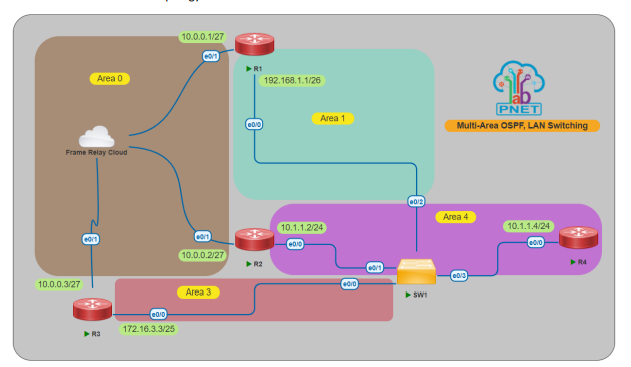 10.0.0.1/27
Area 0
e0/1
R1
192.168.1.1/26
lab
PNET
Multi-Area OSPF, LAN Switching
e0/0
Area 1
Frame Relay Cloud
e0/2
Area 4
10.1.1.2/24
10.1.1.4/24
e0/1
e0/1
e0/0
e0/0
R4
10.0.0.2/27
R2
e0/1
e0/3
10.0.0.3/27
Area 3
e0/0
SW1
e0/0
172.16.3.3/25
R3